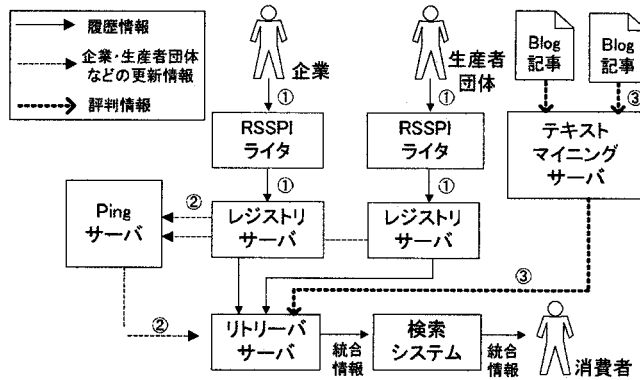 履歴情報
企業・生産者団体
などの更新情報
評判情報
企業
生産者
団体
Blog
記事
Blog
記事
①
①
③
RSSPI
ライタ
RSSPI
ライタ
テキスト
マイニング
サーバ
①
①
Ping
サーバ
②
レジストリ
サーバ
レジストリ
サーバ
③
②
リトリーバ
サーバ
統合
情報
検索
システム
統合
情報
消費者